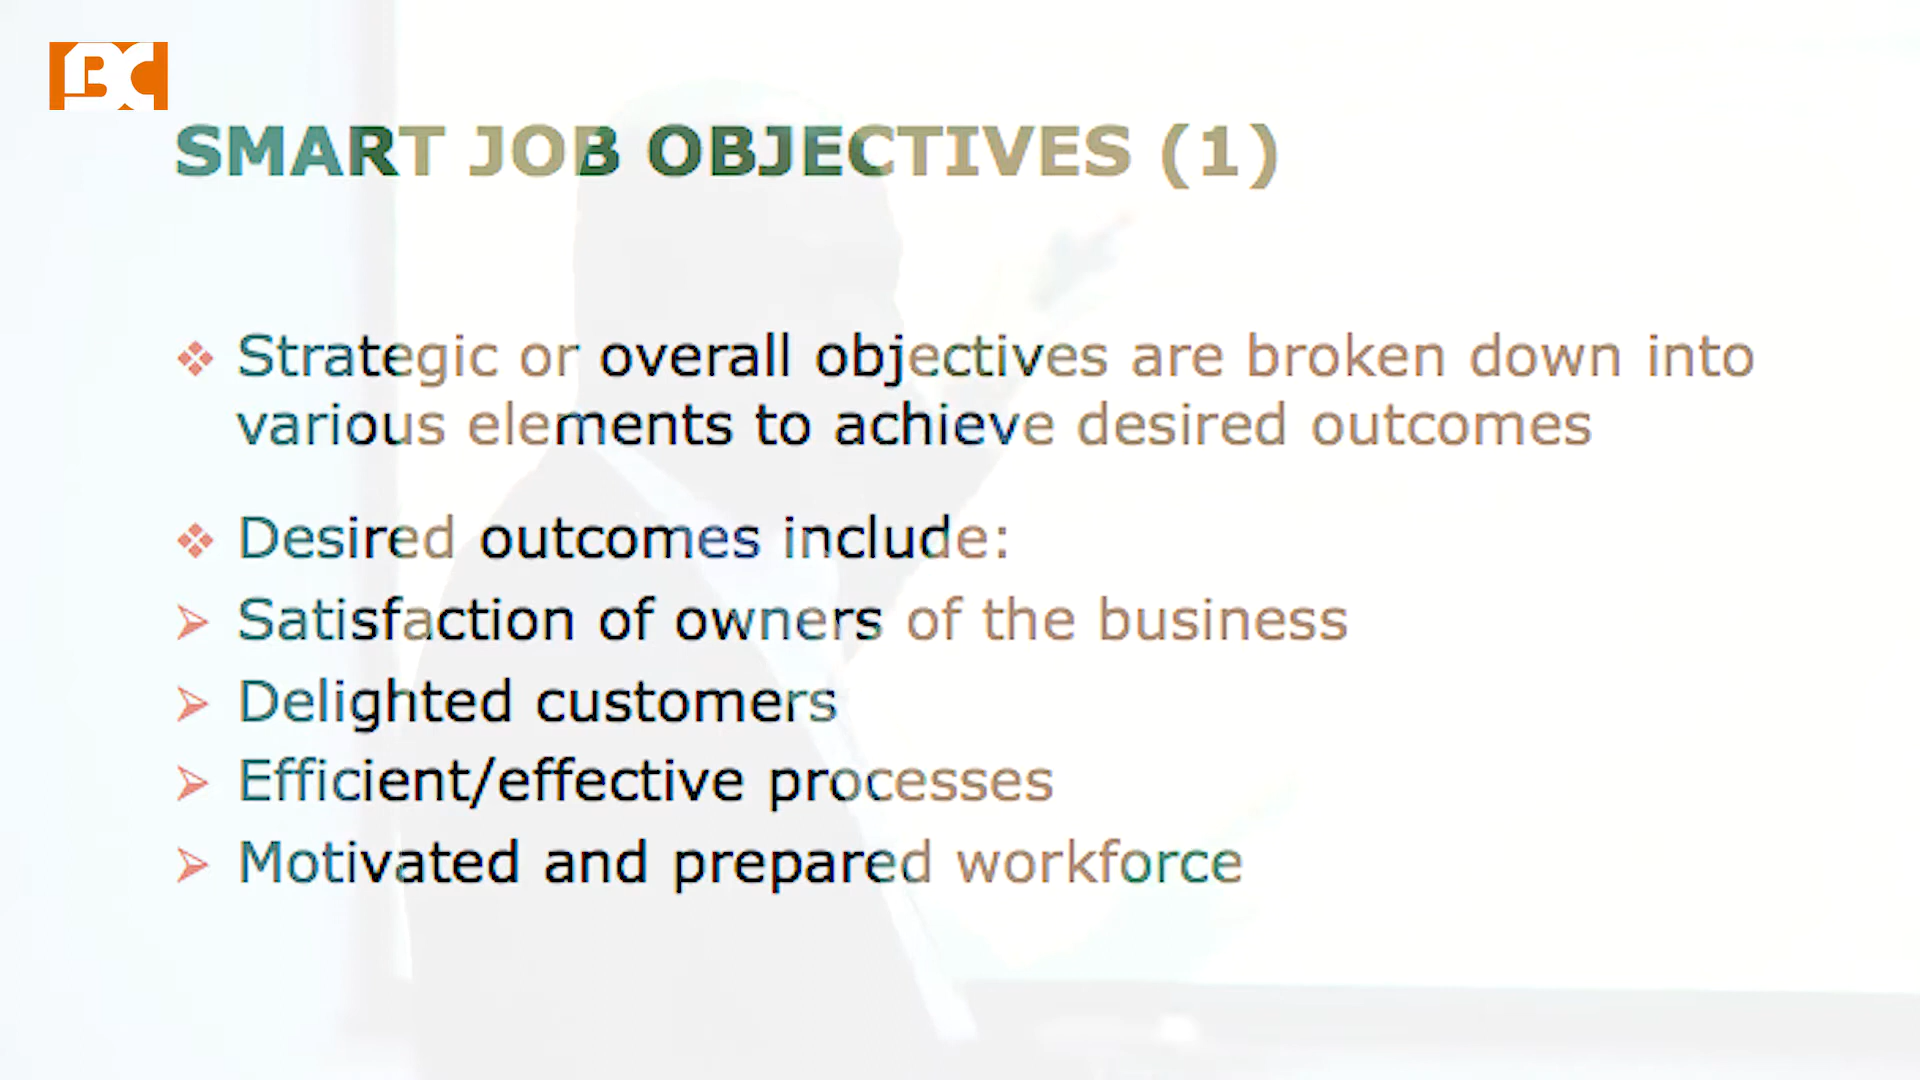 BC
SMART JOB OBJECTIVES (1)
❖ Strategic or overall objectives are broken down into
various elements to achieve desired outcomes
❖ Desired outcomes include:
➢ Satisfaction of owners of the business
➢ Delighted customers
➢ Efficient/effective processes
➢ Motivated and prepared workforce